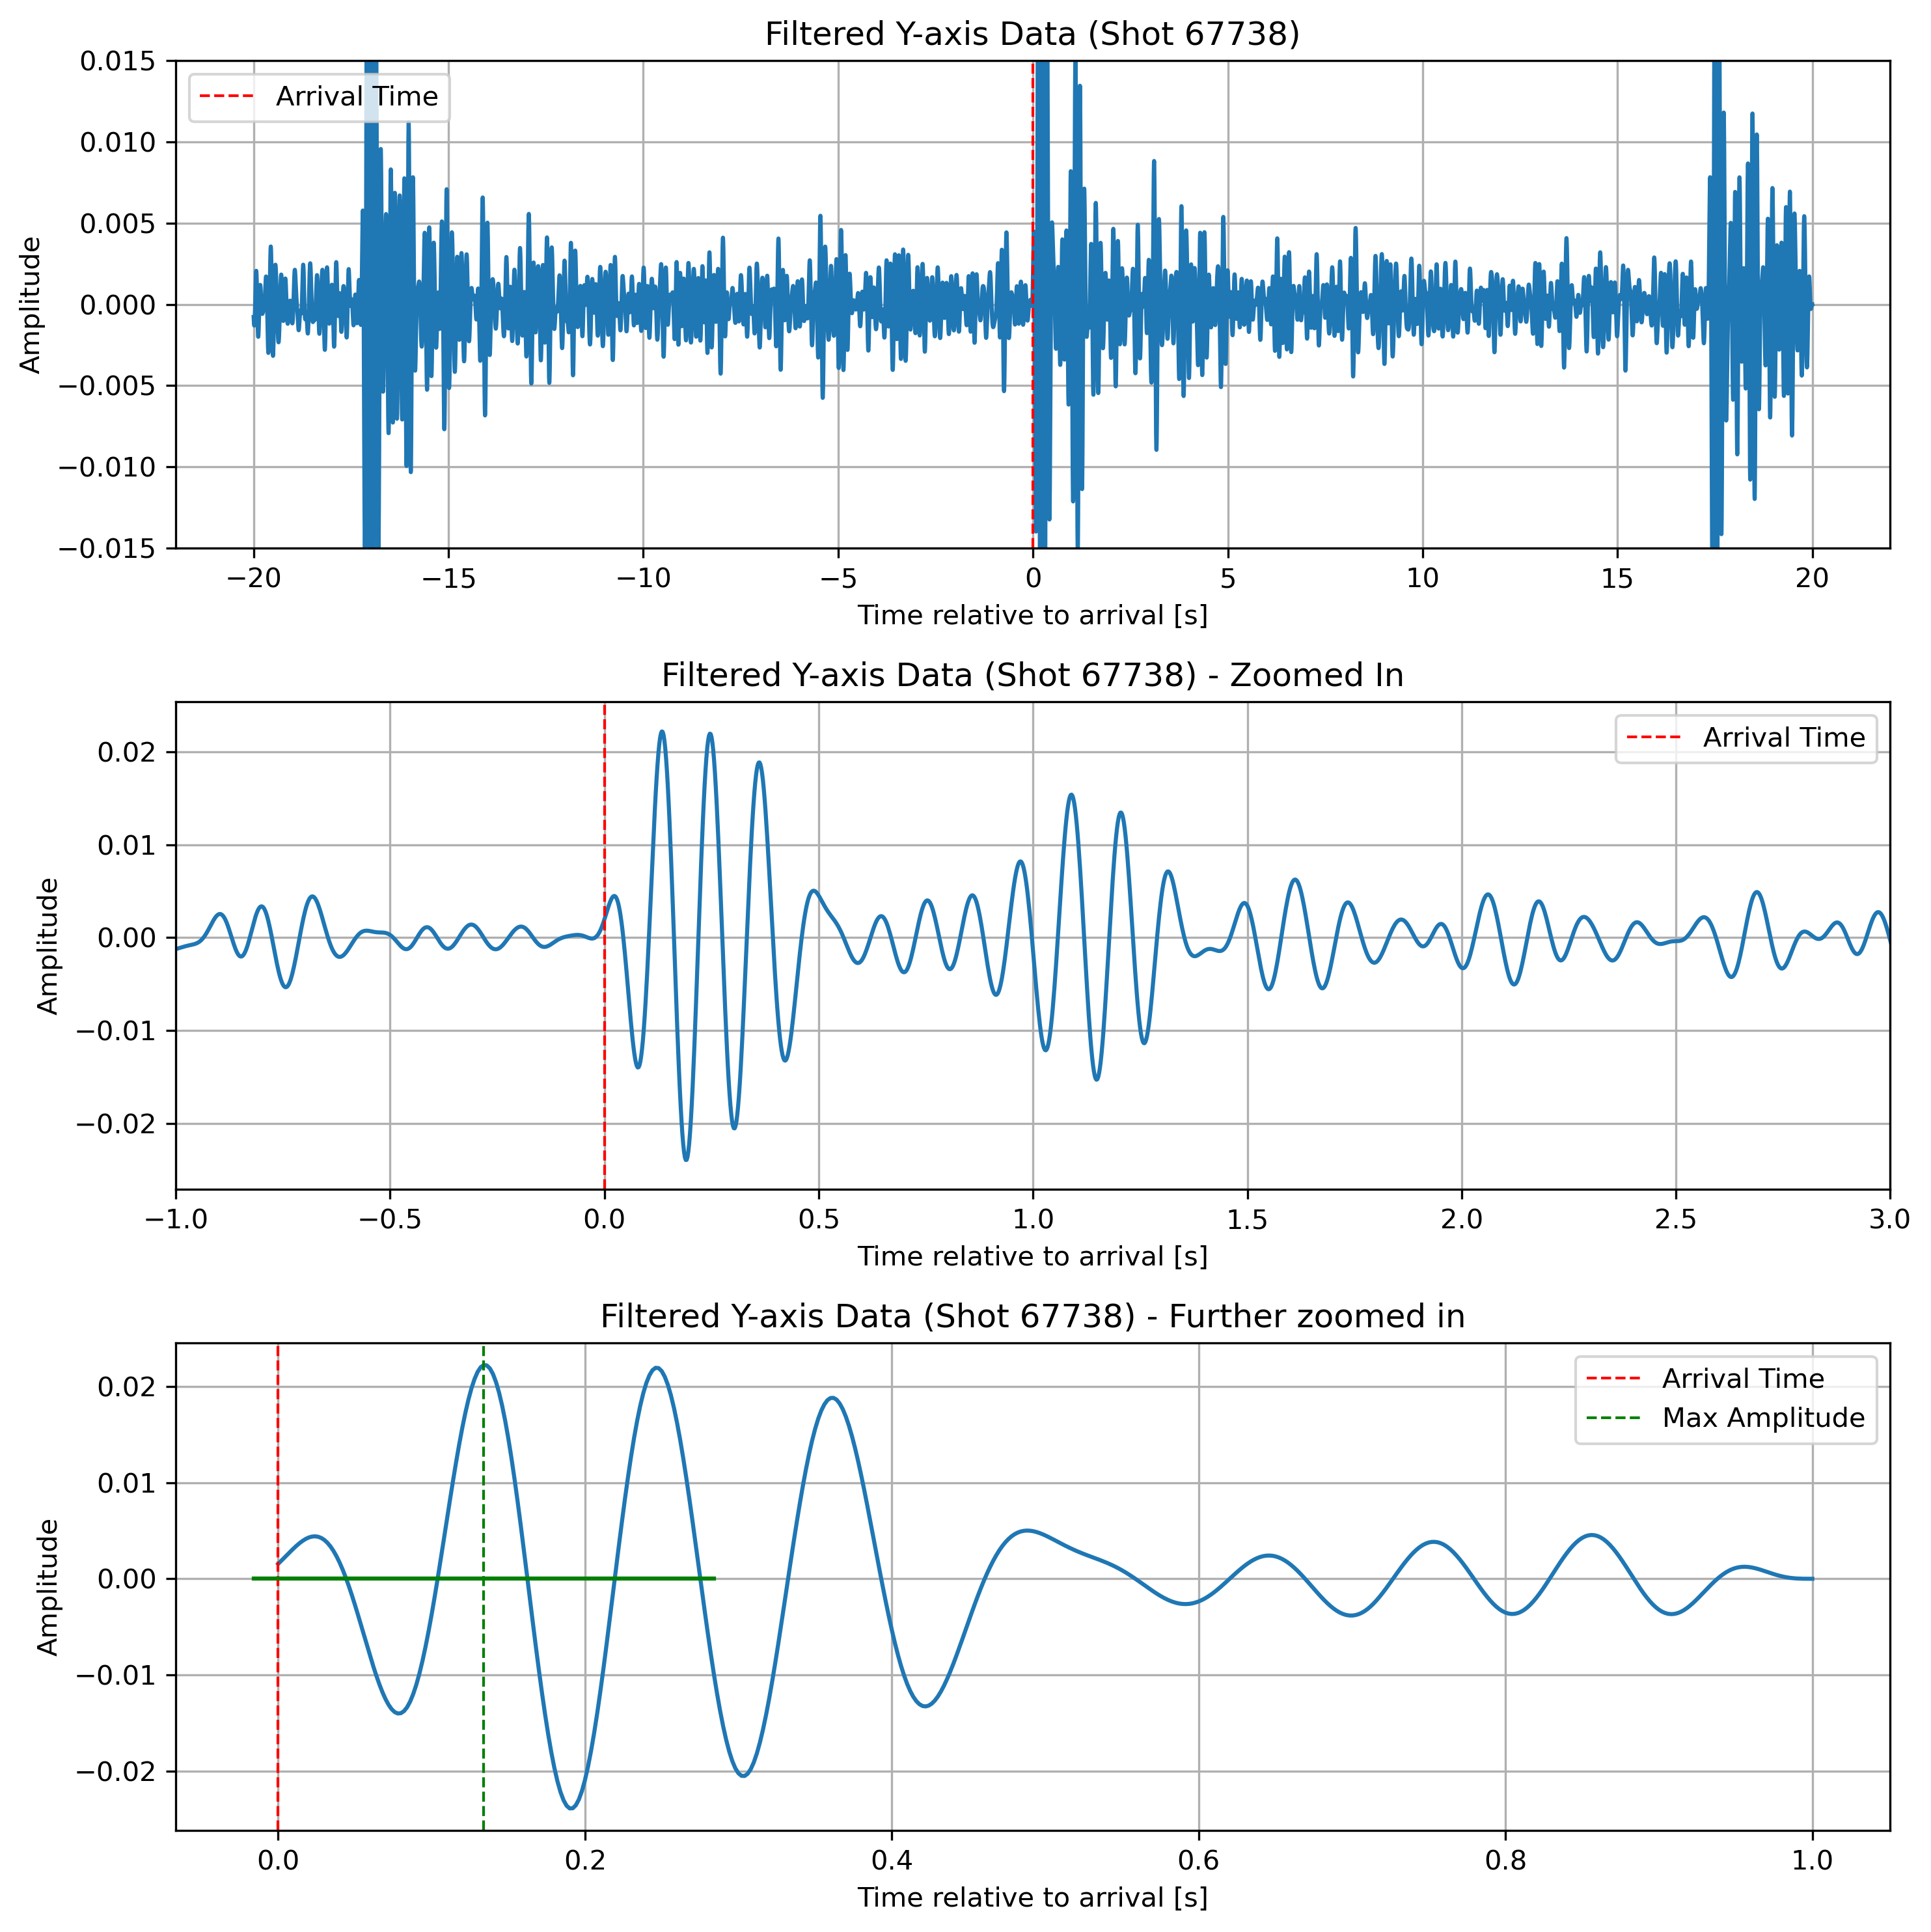 Filtered Y-axis Data (Shot 67738)
0.015
0.010
0.005
0.000
−0.005
−0.010
−0.015
Amplitude
Arrival Time
−20 −15 −10 −5 0 5 10 15 20
Time relative to arrival [s]
Filtered Y-axis Data (Shot 67738) - Zoomed In
0.02
0.01
0.00
−0.01
−0.02
Amplitude
Arrival Time
−1.0 −0.5 0.0 0.5 1.0 1.5 2.0 2.5 3.0
Time relative to arrival [s]
Filtered Y-axis Data (Shot 67738) - Further zoomed in
0.02
0.01
0.00
−0.01
−0.02
Amplitude
Arrival Time
Max Amplitude
0.0 0.2 0.4 0.6 0.8 1.0
Time relative to arrival [s]